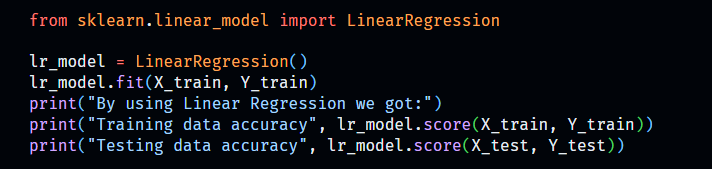 from sklearn.linear_model import LinearRegression
lr_model = LinearRegression()
lr_model.fit(X_train, Y_train)
print("By using Linear Regression we got:")
print("Training data accuracy", lr_model.score(X_train, Y_train))
print("Testing data accuracy", lr_model.score(X_test, Y_test))